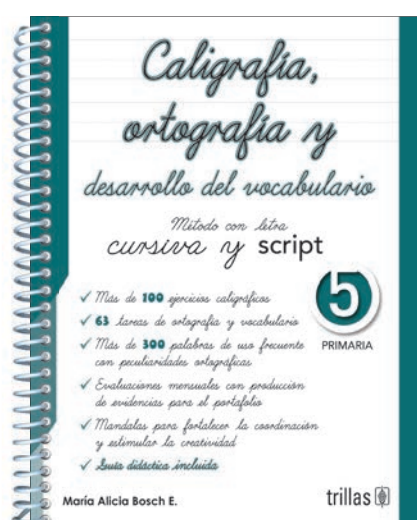 Caligrafía,
ortografía y
desarrollo del vocabulario
Método con letra
cursiva y script
5
PRIMARIA
✓ Más de 100 ejercicios caligráficos
✓ 63 tareas de ortografía y vocabulario
✓ Más de 300 palabras de uso frecuente
con peculiaridades ortográficas
✓ Evaluaciones mensuales con producción
de evidencias para el portafolio
✓ Mandalas para fortalecer la coordinación
y estimular la creatividad
✓ Guía didáctica incluida
María Alicia Bosch E.
trillas